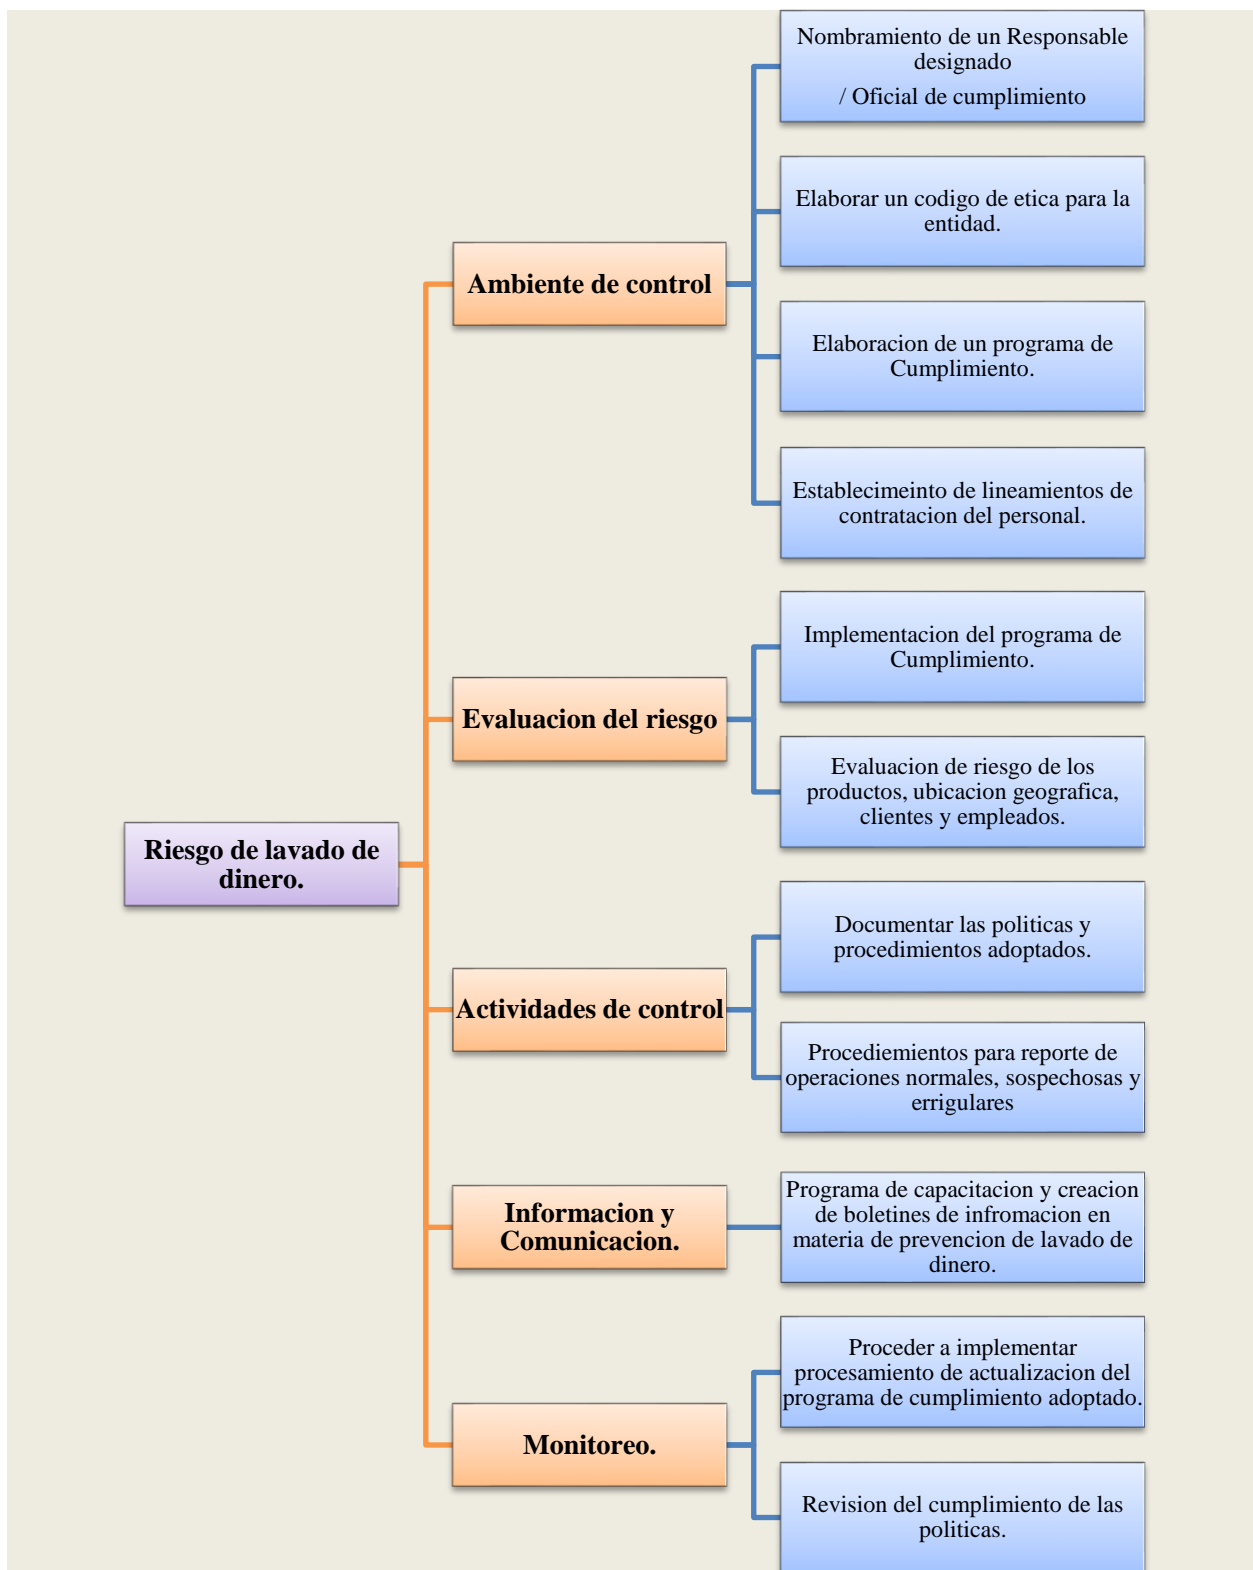 Nombramiento de un Responsable
designado
/ Oficial de cumplimiento
Elaborar un codigo de etica para la
entidad.
Ambiente de control
Elaboracion de un programa de
Cumplimiento.
Establecimeinto de lineamientos de
contratacion del personal.
Implementacion del programa de
Cumplimiento.
Evaluacion del riesgo
Evaluacion de riesgo de los
productos, ubicacion geografica,
clientes y empleados.
Riesgo de lavado de
dinero.
Documentar las politicas y
procedimientos adoptados.
Actividades de control
Procediemientos para reporte de
operaciones normales, sospechosas y
errigulares
Informacion y
Comunicacion.
Programa de capacitacion y creacion
de boletines de infromacion en
materia de prevencion de lavado de
dinero.
Proceder a implementar
procesamiento de actualizacion del
programa de cumplimiento adoptado.
Monitoreo.
Revision del cumplimiento de las
politicas.